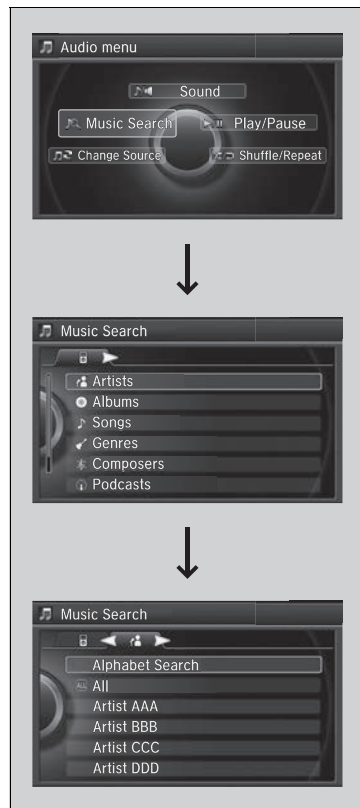 Audio menu
Sound
Music Search
Play/Pause
Change Source
Shuffle/Repeat
Music Search
Artists
Albums
Songs
Genres
Composers
Podcasts
Music Search
Alphabet Search
ALL All
Artist AAA
Artist BBB
Artist CCC
Artist DDD